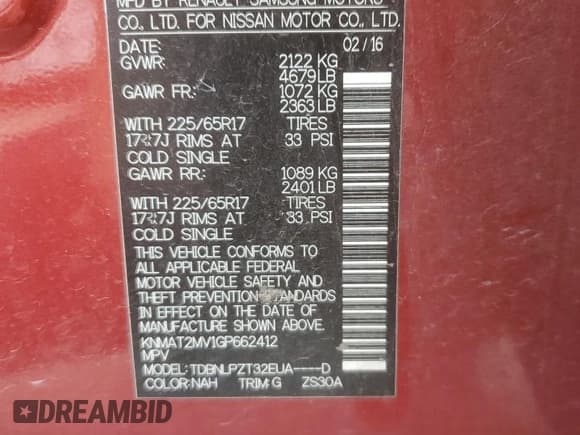 MFD BY RENAULT SAMSUNG MOTORS
CO., LTD. FOR NISSAN MOTOR CO., LTD.
DATE: 02/16
GVWR: 2122 KG
4679 LB
GAWR FR: 1072 KG
2363 LB
WITH 225/65R17 TIRES
17x7J RIMS AT 33 PSI
COLD SINGLE
GAWR RR: 1089 KG
2401 LB
WITH 225/65R17 TIRES
17x7J RIMS AT 33 PSI
COLD SINGLE
THIS VEHICLE CONFORMS TO
ALL APPLICABLE FEDERAL
MOTOR VEHICLE SAFETY AND
THEFT PREVENTION STANDARDS
IN EFFECT ON THE DATE OF
MANUFACTURE SHOWN ABOVE.
KNMAT2MV1GP662412
MPV
MODEL: TDBNLPZT32EUA----D
COLOR: NAH TRIM: G ZS30A
DREAMBID